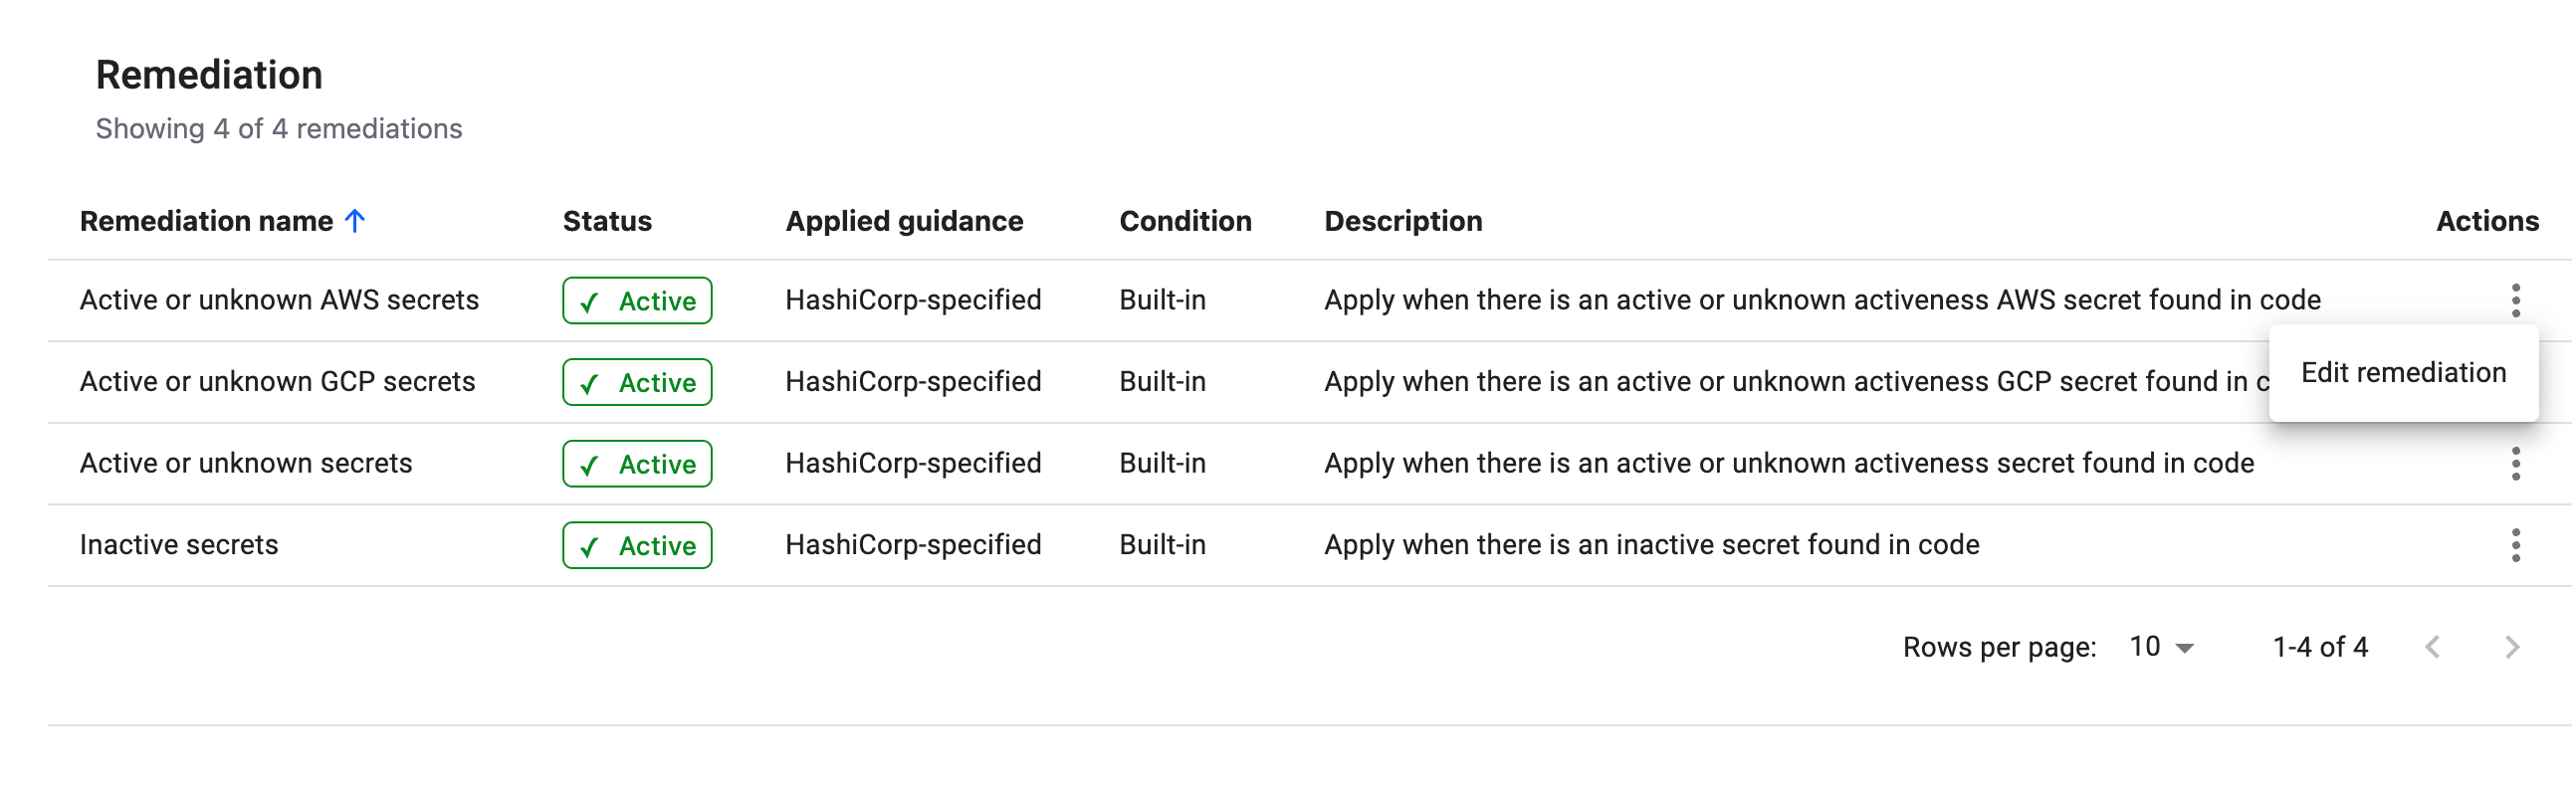 Remediation
Showing 4 of 4 remediations
Remediation name Status Applied guidance Condition Description Actions
Active or unknown AWS secrets Active HashiCorp-specified Built-in Apply when there is an active or unknown activeness AWS secret found in code
Active or unknown GCP secrets Active HashiCorp-specified Built-in Apply when there is an active or unknown activeness GCP secret found in c
Edit remediation
Active or unknown secrets Active HashiCorp-specified Built-in Apply when there is an active or unknown activeness secret found in code
Inactive secrets Active HashiCorp-specified Built-in Apply when there is an inactive secret found in code
Rows per page: 10 1-4 of 4